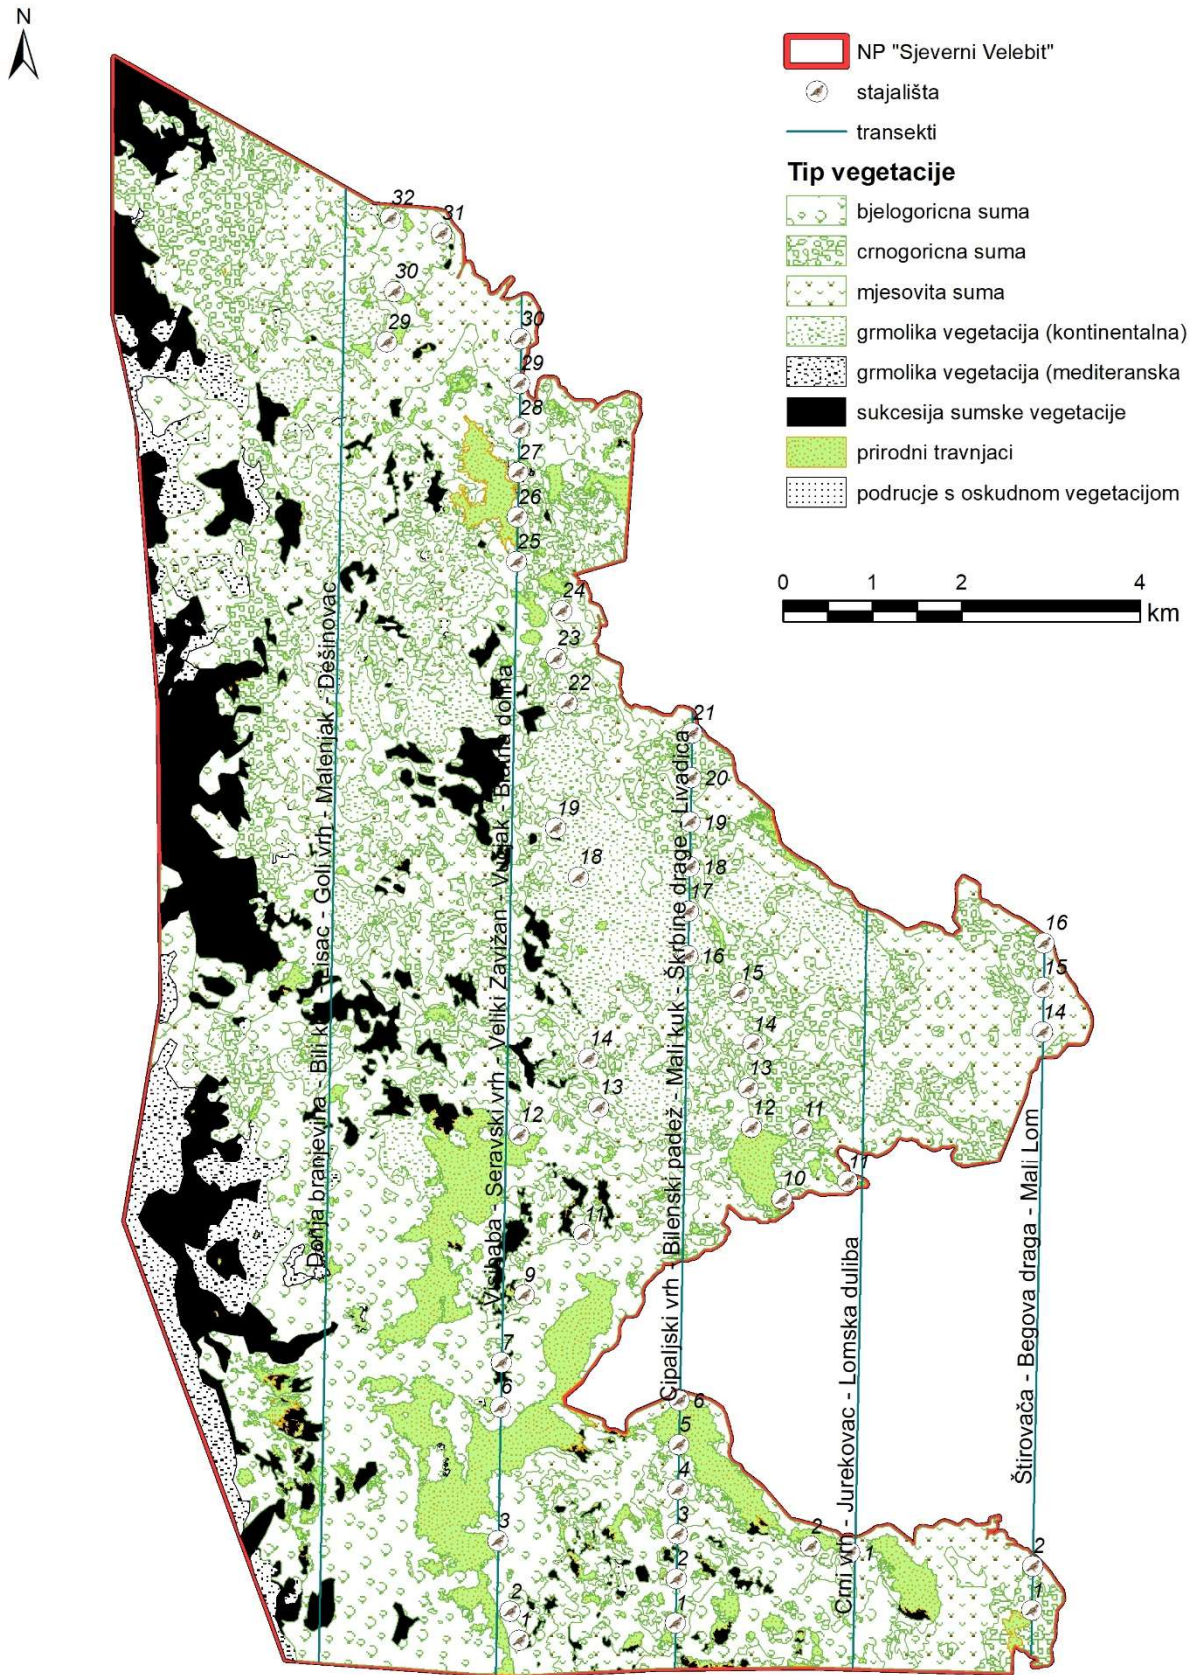 N
NP "Sjeverni Velebit"
stajališta
transekti
Tip vegetacije
bjelogoricna suma
crnogoricna suma
mjesovita suma
grmolika vegetacija (kontinentalna)
grmolika vegetacija (mediteranska
sukcesija sumske vegetacije
prirodni travnjaci
podrucje s oskudnom vegetacijom
0 1 2 4
km
32
31
30
29
30
29
28
27
26
25
24
23
22
21
20
19
18
17
16
19
18
15
14
13
12
11
14
13
12
11
10
11
16
15
14
9
7
6
3
2
1
6
5
4
3
2
1
2
1
2
1
Donja branjevina - Bili - Goli vrh - Malenjak - Dešinovac
Visibaba - Seravski vrh - Veliki Zavižan - Vučjak - dolina
Cipaljski vrh - Bilenski padež - Mali kuk - Škrbine drage - Livadica
Crni vrh - Jurekovac - Lomska duliba
Štirovača - Begova draga - Mali Lom